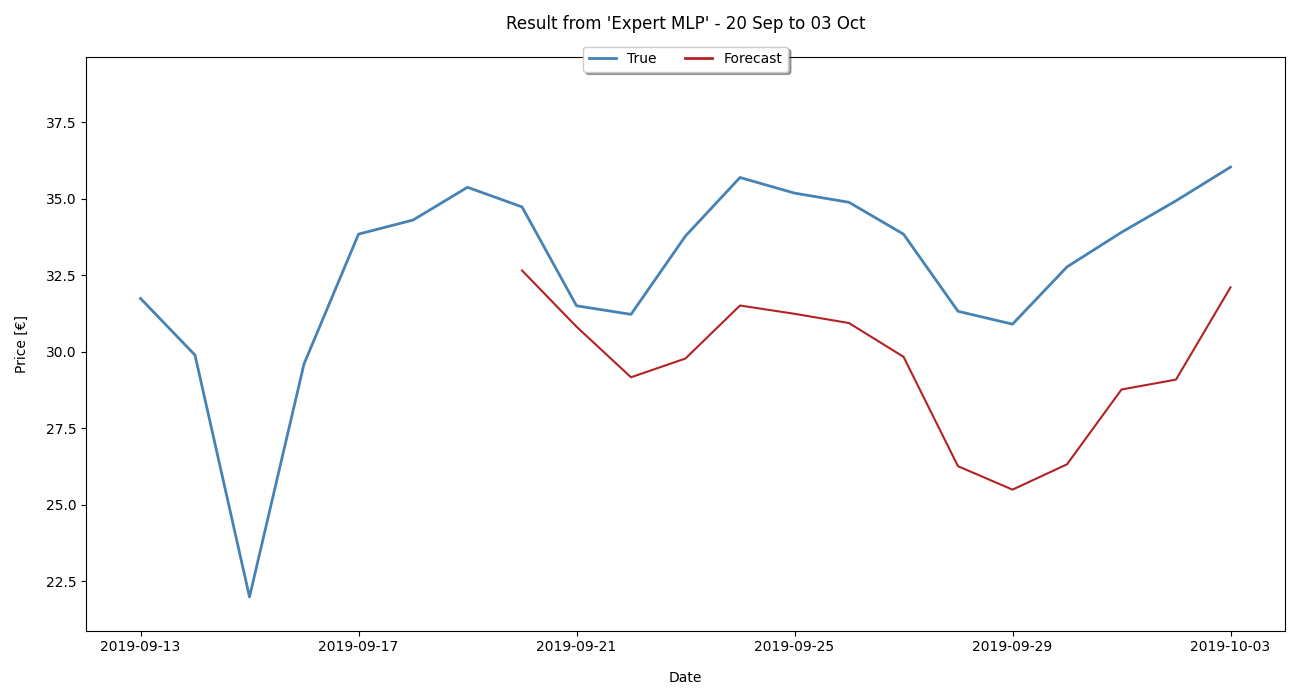 Result from 'Expert MLP' - 20 Sep to 03 Oct
True Forecast
Price [€]
37.5
35.0
32.5
30.0
27.5
25.0
22.5
2019-09-13 2019-09-17 2019-09-21 2019-09-25 2019-09-29 2019-10-03
Date